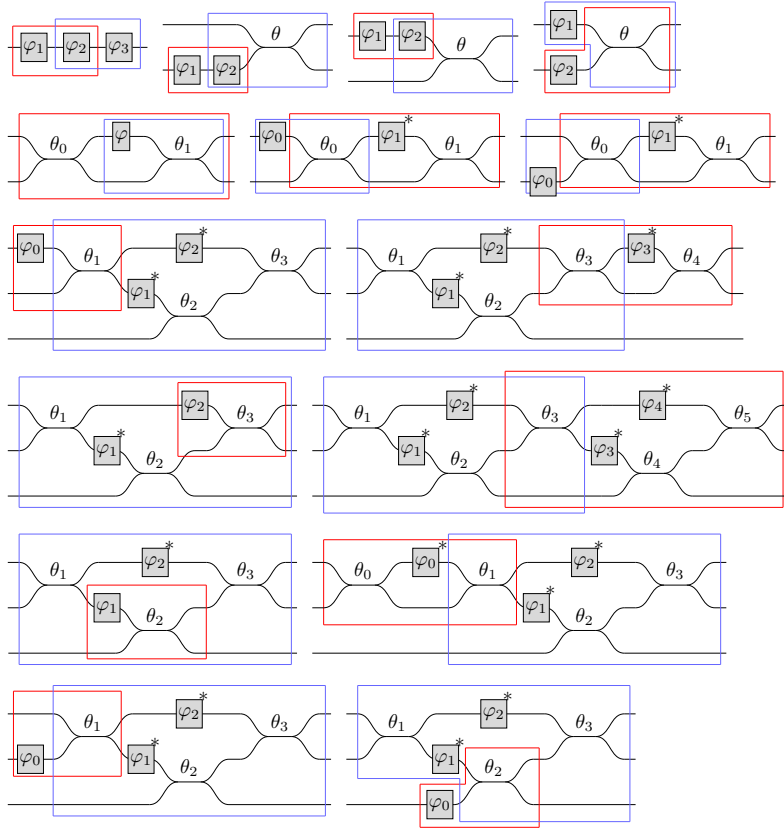 φ₁ φ₂ φ₃
φ₁ φ₂ θ
φ₁ φ₂ θ
φ₁ φ₂ θ
θ₀ φ θ₁
φ₀ θ₀ φ₁* θ₁
φ₀ θ₀ φ₁* θ₁
φ₀ θ₁ φ₁* φ₂* θ₂ θ₃
θ₁ φ₁* φ₂* θ₂ θ₃ φ₃* θ₄
θ₁ φ₁* θ₂ φ₂ θ₃
θ₁ φ₁* φ₂* θ₂ θ₃ φ₃* φ₄* θ₄ θ₅
θ₁ φ₁ φ₂* θ₂ θ₃
θ₀ φ₀* θ₁ φ₁* φ₂* θ₂ θ₃
φ₀ θ₁ φ₁* φ₂* θ₂ θ₃
θ₁ φ₁* φ₀ φ₂* θ₂ θ₃